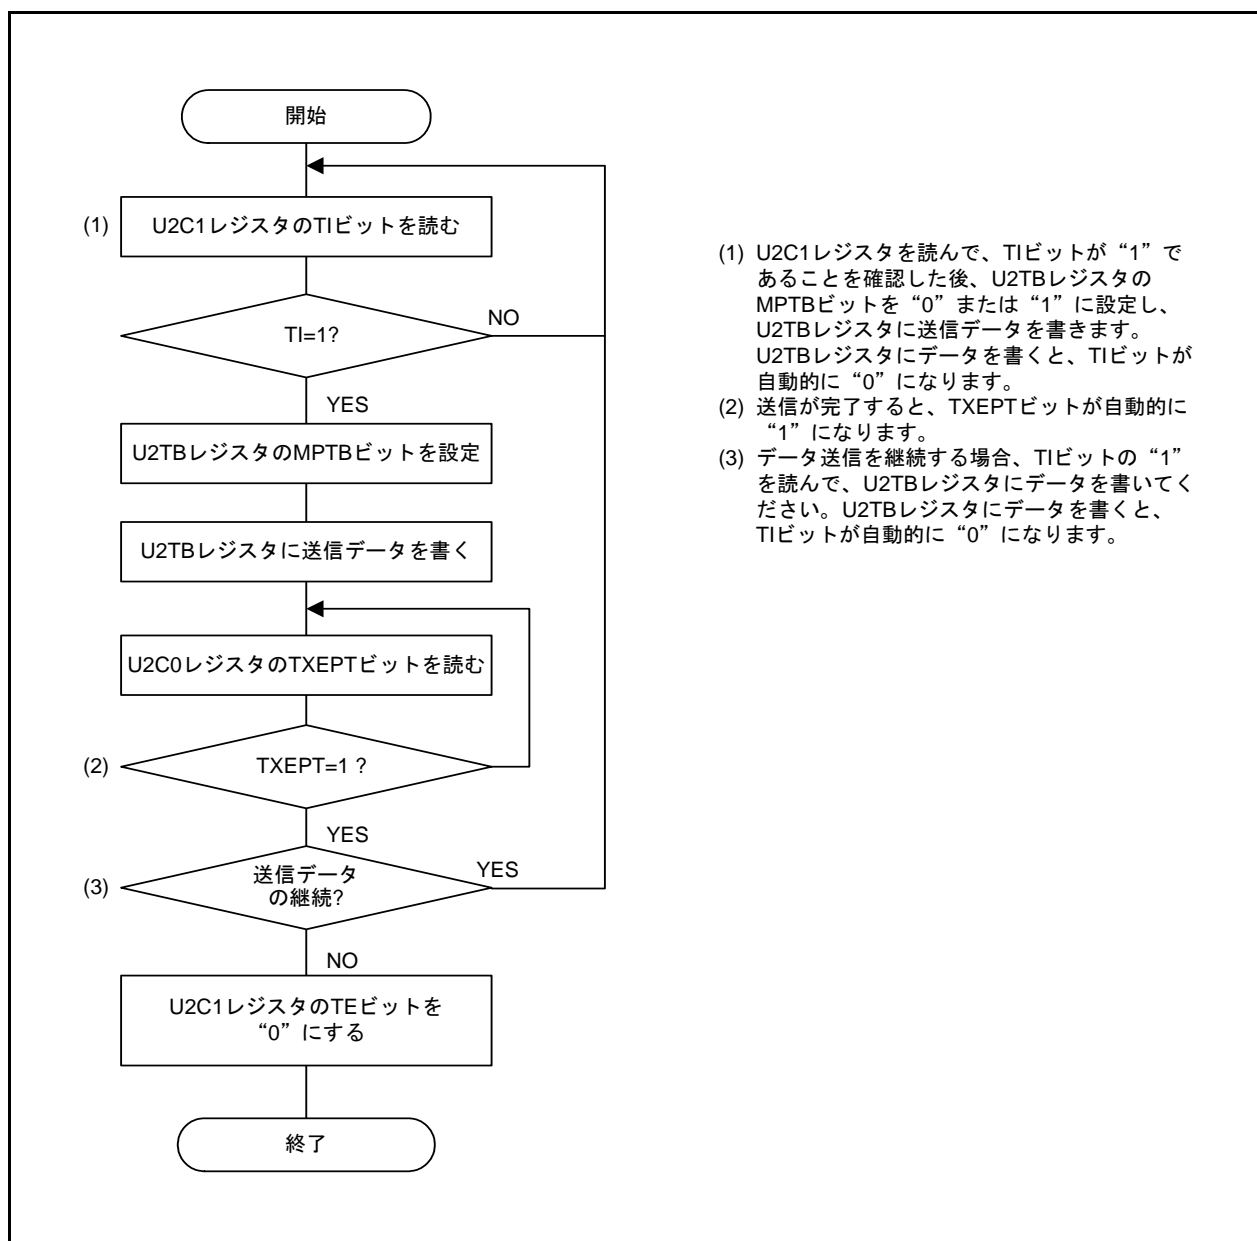 開始
(1)
U2C1レジスタのTIビットを読む
TI=1?
NO
YES
U2TBレジスタのMPTBビットを設定
U2TBレジスタに送信データを書く
U2C0レジスタのTXEPTビットを読む
(2)
TXEPT=1 ?
YES
(3)
送信データ
の継続?
YES
NO
U2C1レジスタのTEビットを
“0”にする
終了
(1) U2C1レジスタを読んで、TIビットが“1”で
あることを確認した後、U2TBレジスタの
MPTBビットを“0”または“1”に設定し、
U2TBレジスタに送信データを書きます。
U2TBレジスタにデータを書くと、TIビットが
自動的に“0”になります。
(2) 送信が完了すると、TXEPTビットが自動的に
“1”になります。
(3) データ送信を継続する場合、TIビットの“1”
を読んで、U2TBレジスタにデータを書いてく
ださい。U2TBレジスタにデータを書くと、
TIビットが自動的に“0”になります。